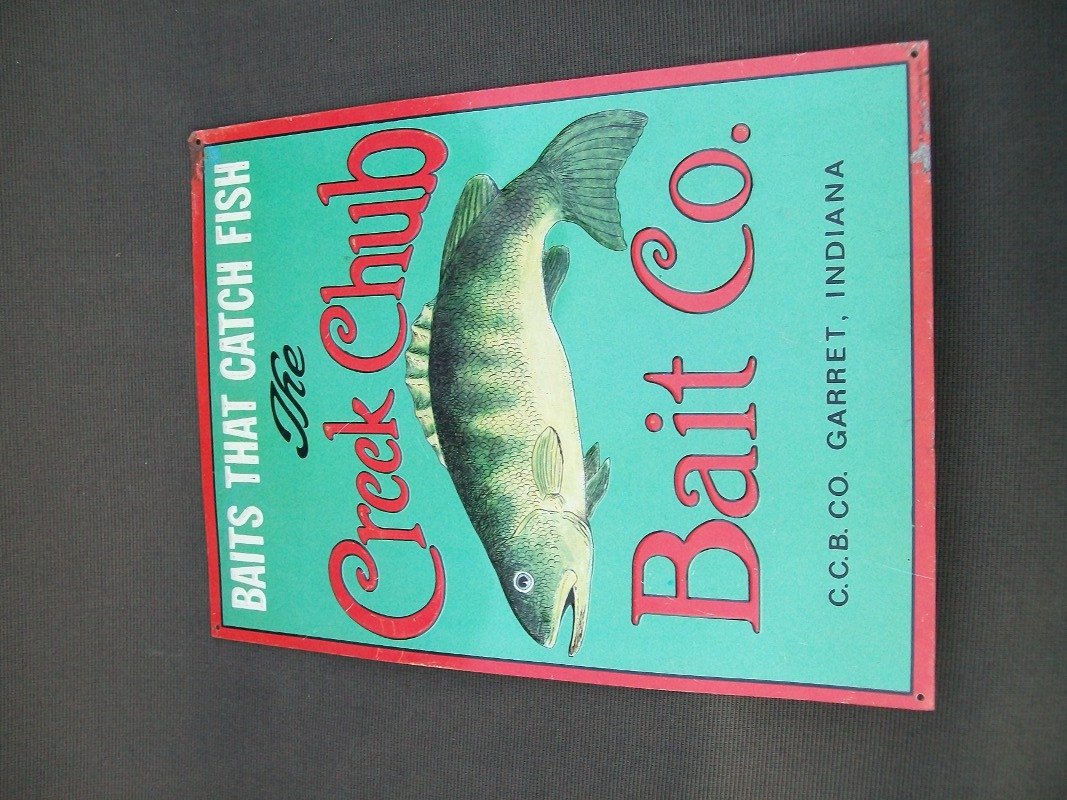 BAITS THAT CATCH FISH
The
Creek Chub
Bait Co.
C.C.B. CO. GARRET, INDIANA